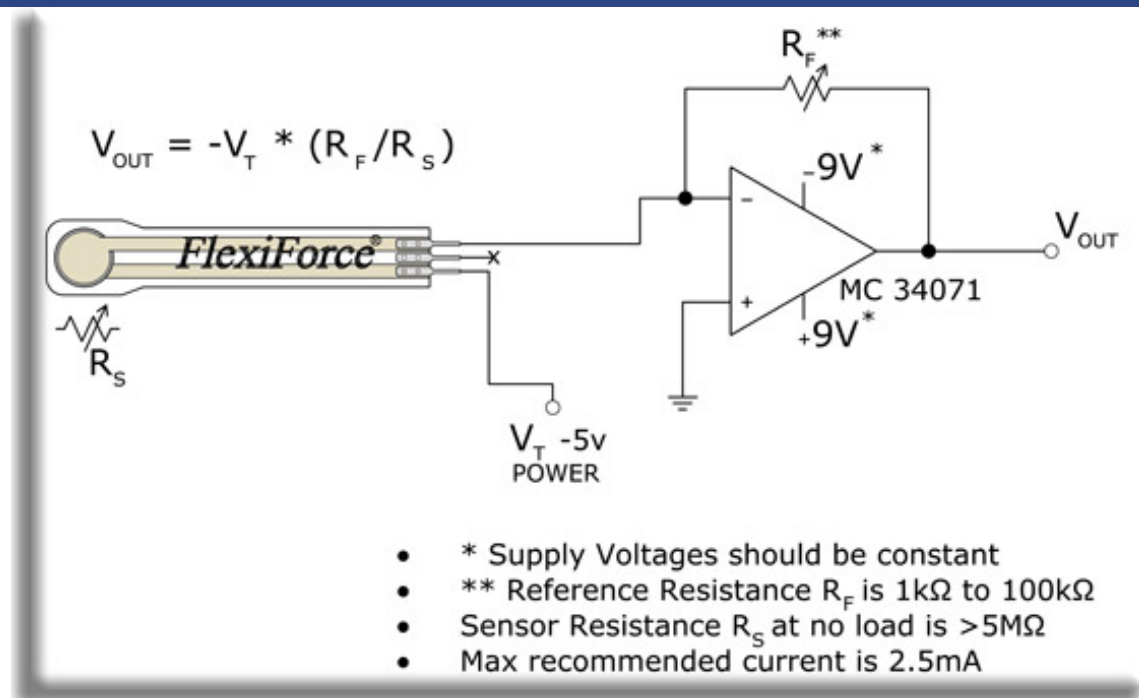 R_F**
V_OUT = -V_T * (R_F/R_S)
-9V*
-
FlexiForce®
x
V_OUT
MC 34071
+
+9V*
R_S
V_T -5v
POWER
• * Supply Voltages should be constant
• ** Reference Resistance R_F is 1kΩ to 100kΩ
• Sensor Resistance R_S at no load is >5MΩ
• Max recommended current is 2.5mA